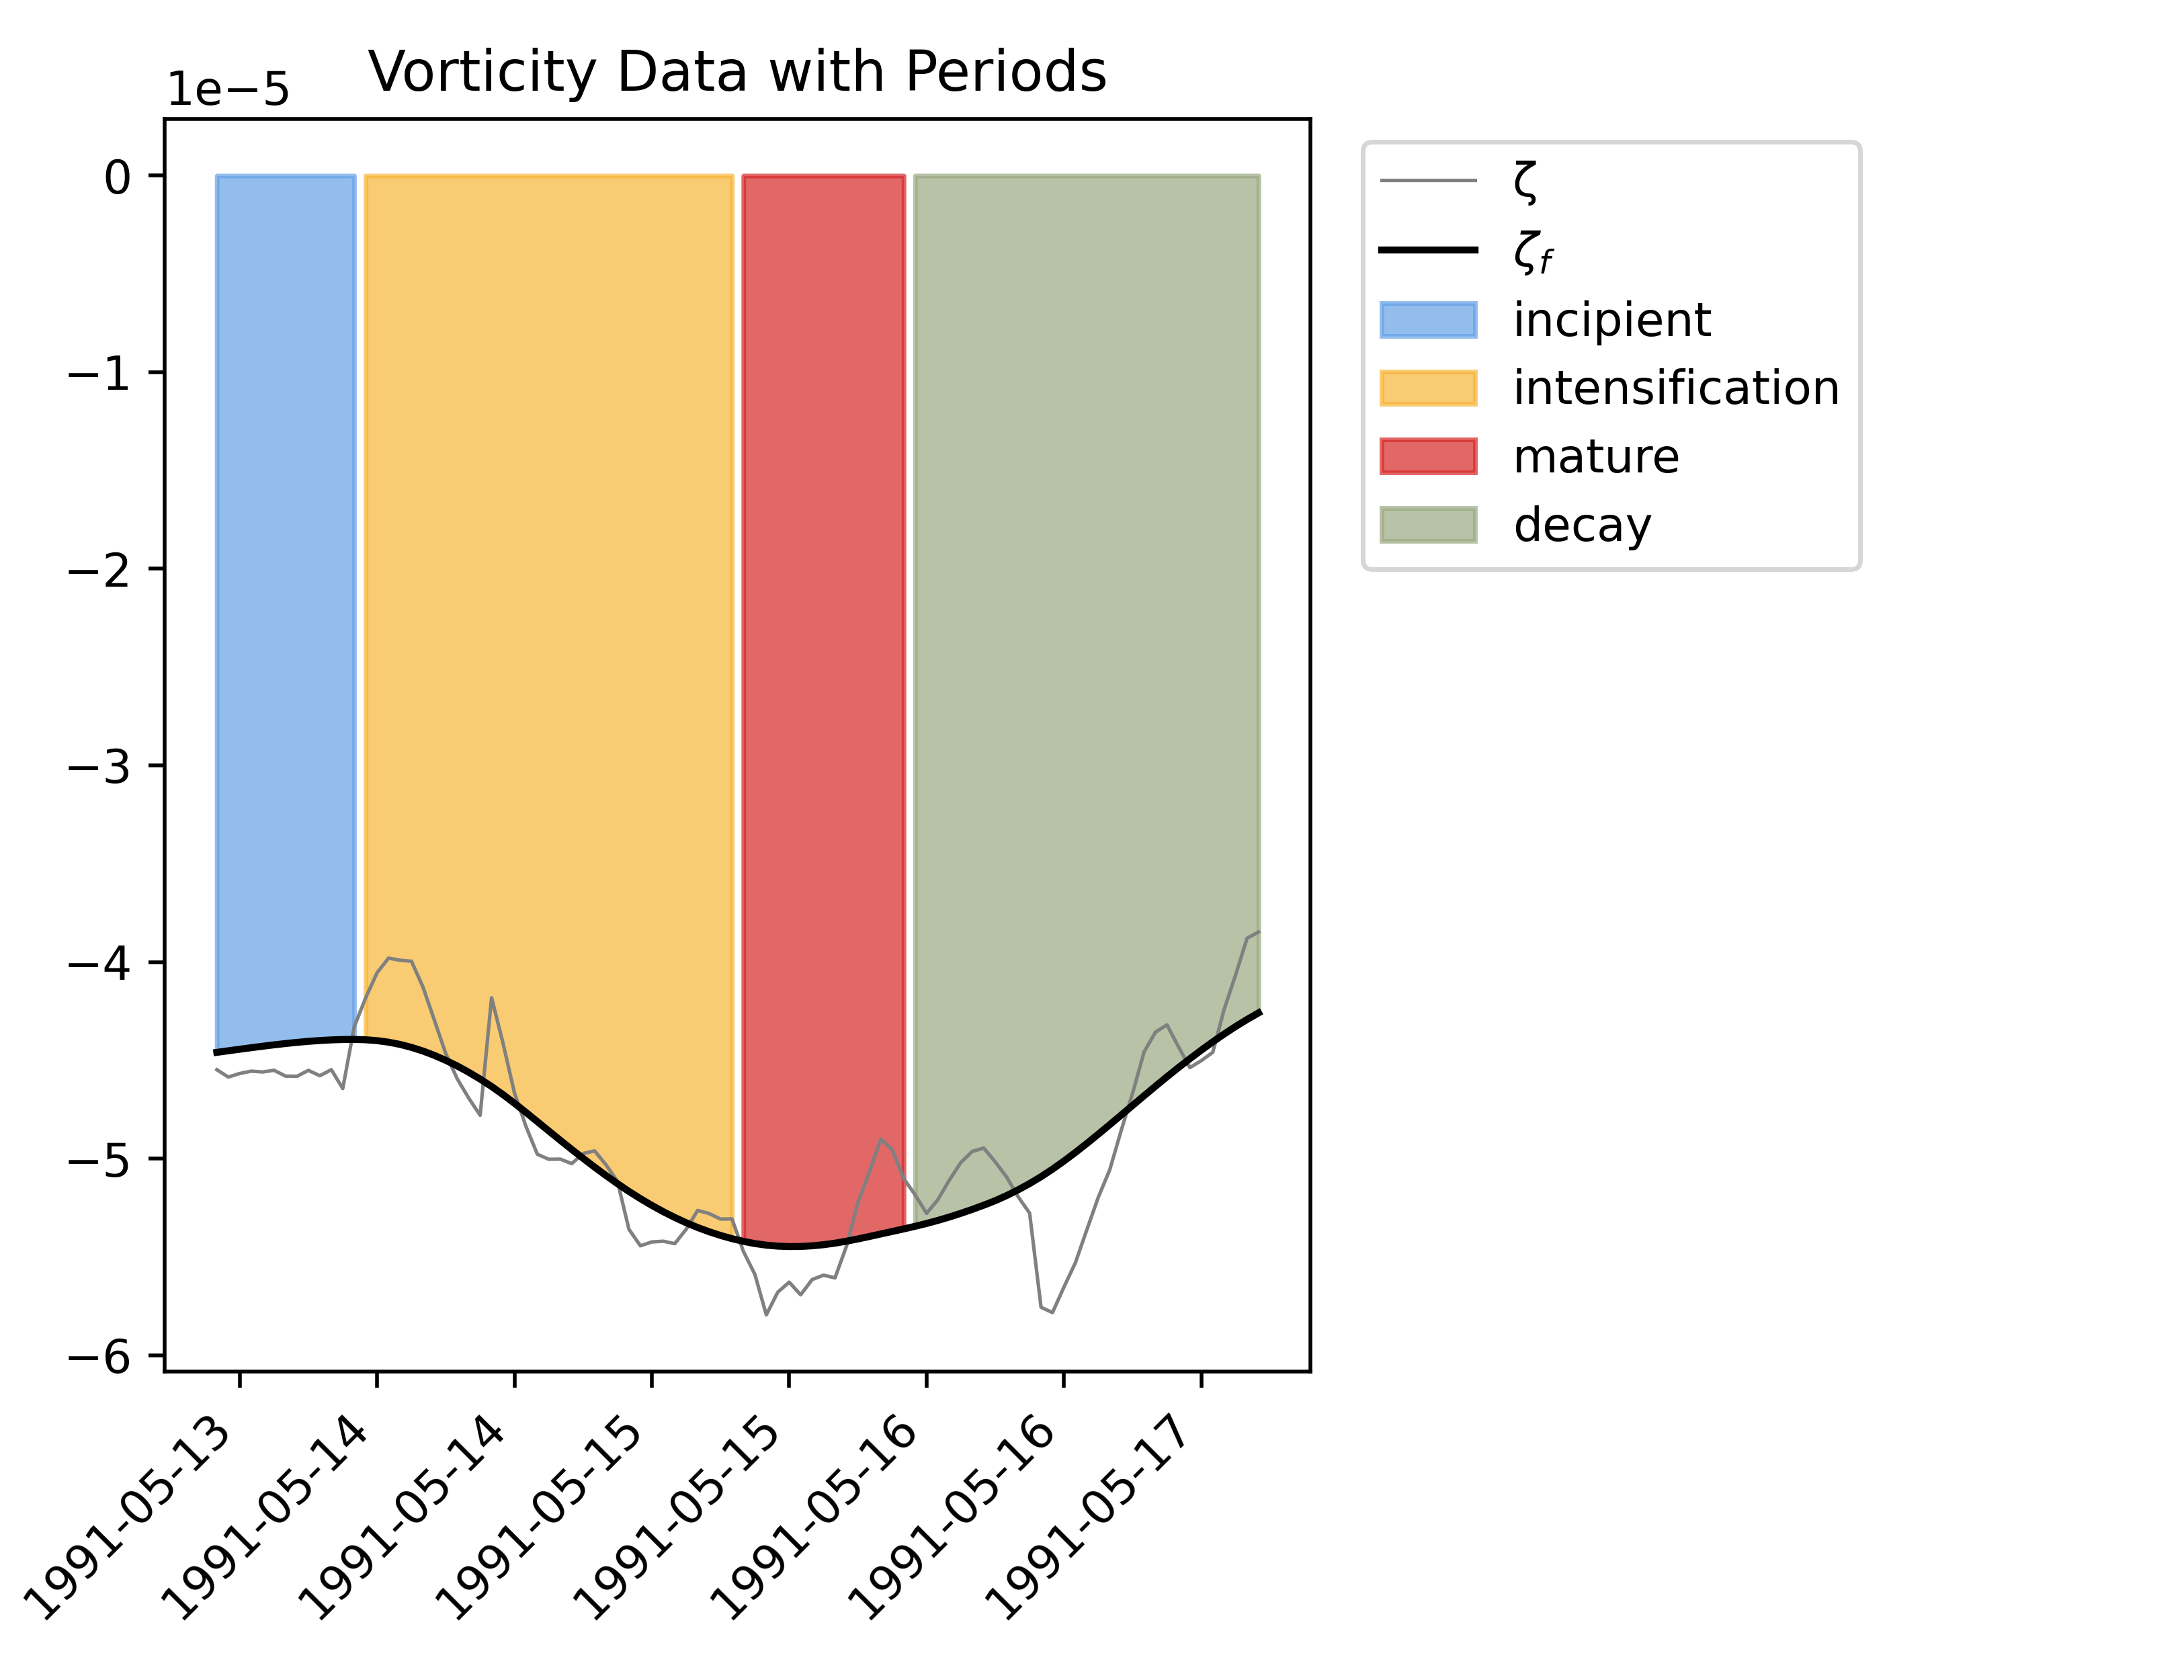 Vorticity Data with Periods
1e−5
0
−1
−2
−3
−4
−5
−6
1991-05-13
1991-05-14
1991-05-14
1991-05-15
1991-05-15
1991-05-16
1991-05-16
1991-05-17
ζ
ζf
incipient
intensification
mature
decay